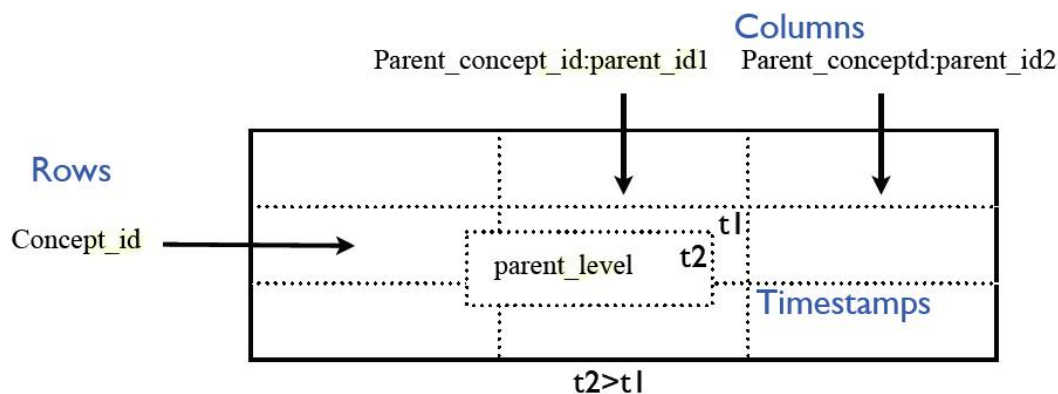 Columns
Parent_concept_id:parent_id1 Parent_conceptd:parent_id2
Rows
Concept_id
t1
t2
parent_level
Timestamps
t2>t1